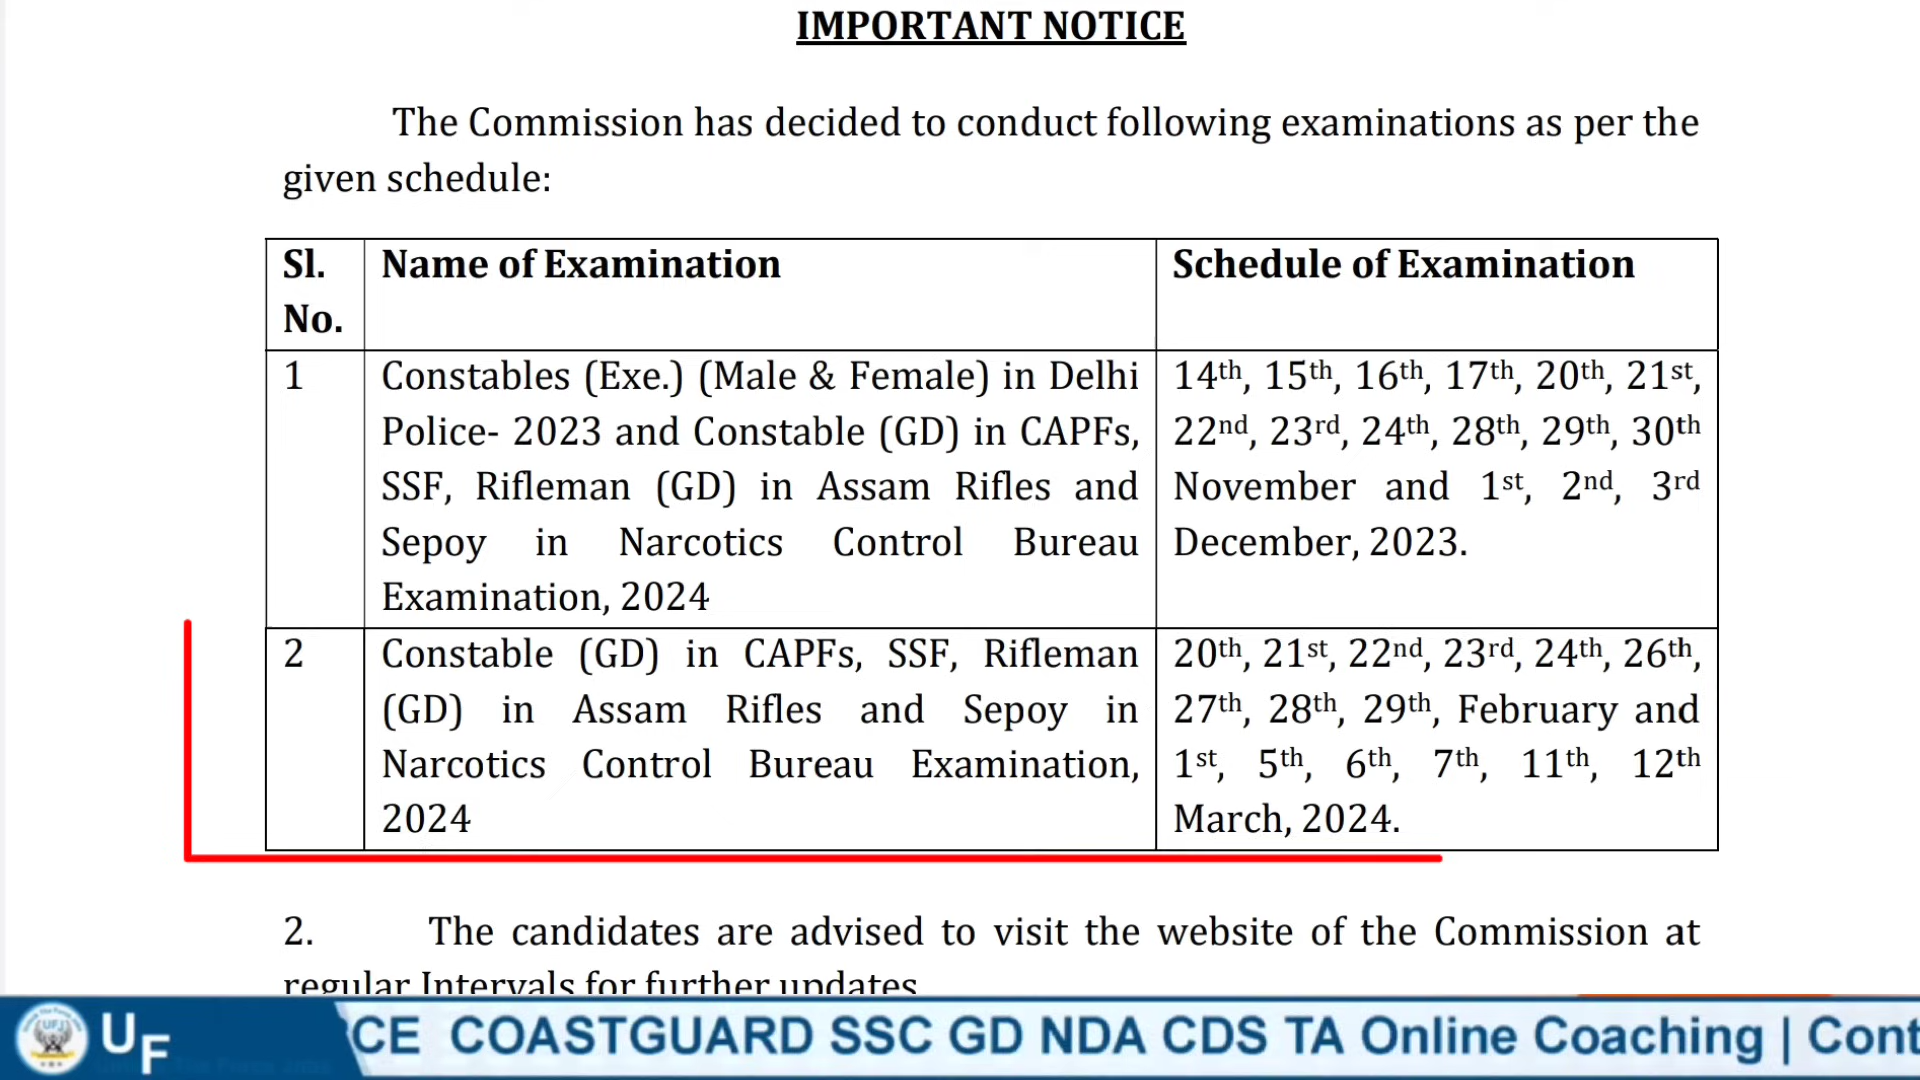 IMPORTANT NOTICE
The Commission has decided to conduct following examinations as per the
given schedule:
Sl. No.
Name of Examination
Schedule of Examination
1
Constables (Exe.) (Male & Female) in Delhi
Police- 2023 and Constable (GD) in CAPFs,
SSF, Rifleman (GD) in Assam Rifles and
Sepoy in Narcotics Control Bureau
Examination, 2024
14th, 15th, 16th, 17th, 20th, 21st,
22nd, 23rd, 24th, 28th, 29th, 30th
November and 1st, 2nd, 3rd
December, 2023.
2
Constable (GD) in CAPFs, SSF, Rifleman
(GD) in Assam Rifles and Sepoy in
Narcotics Control Bureau Examination,
2024
20th, 21st, 22nd, 23rd, 24th, 26th,
27th, 28th, 29th, February and
1st, 5th, 6th, 7th, 11th, 12th
March, 2024.
2. The candidates are advised to visit the website of the Commission at
regular Intervals for further updates
UF
CE COASTGUARD SSC GD NDA CDS TA Online Coaching | Cont